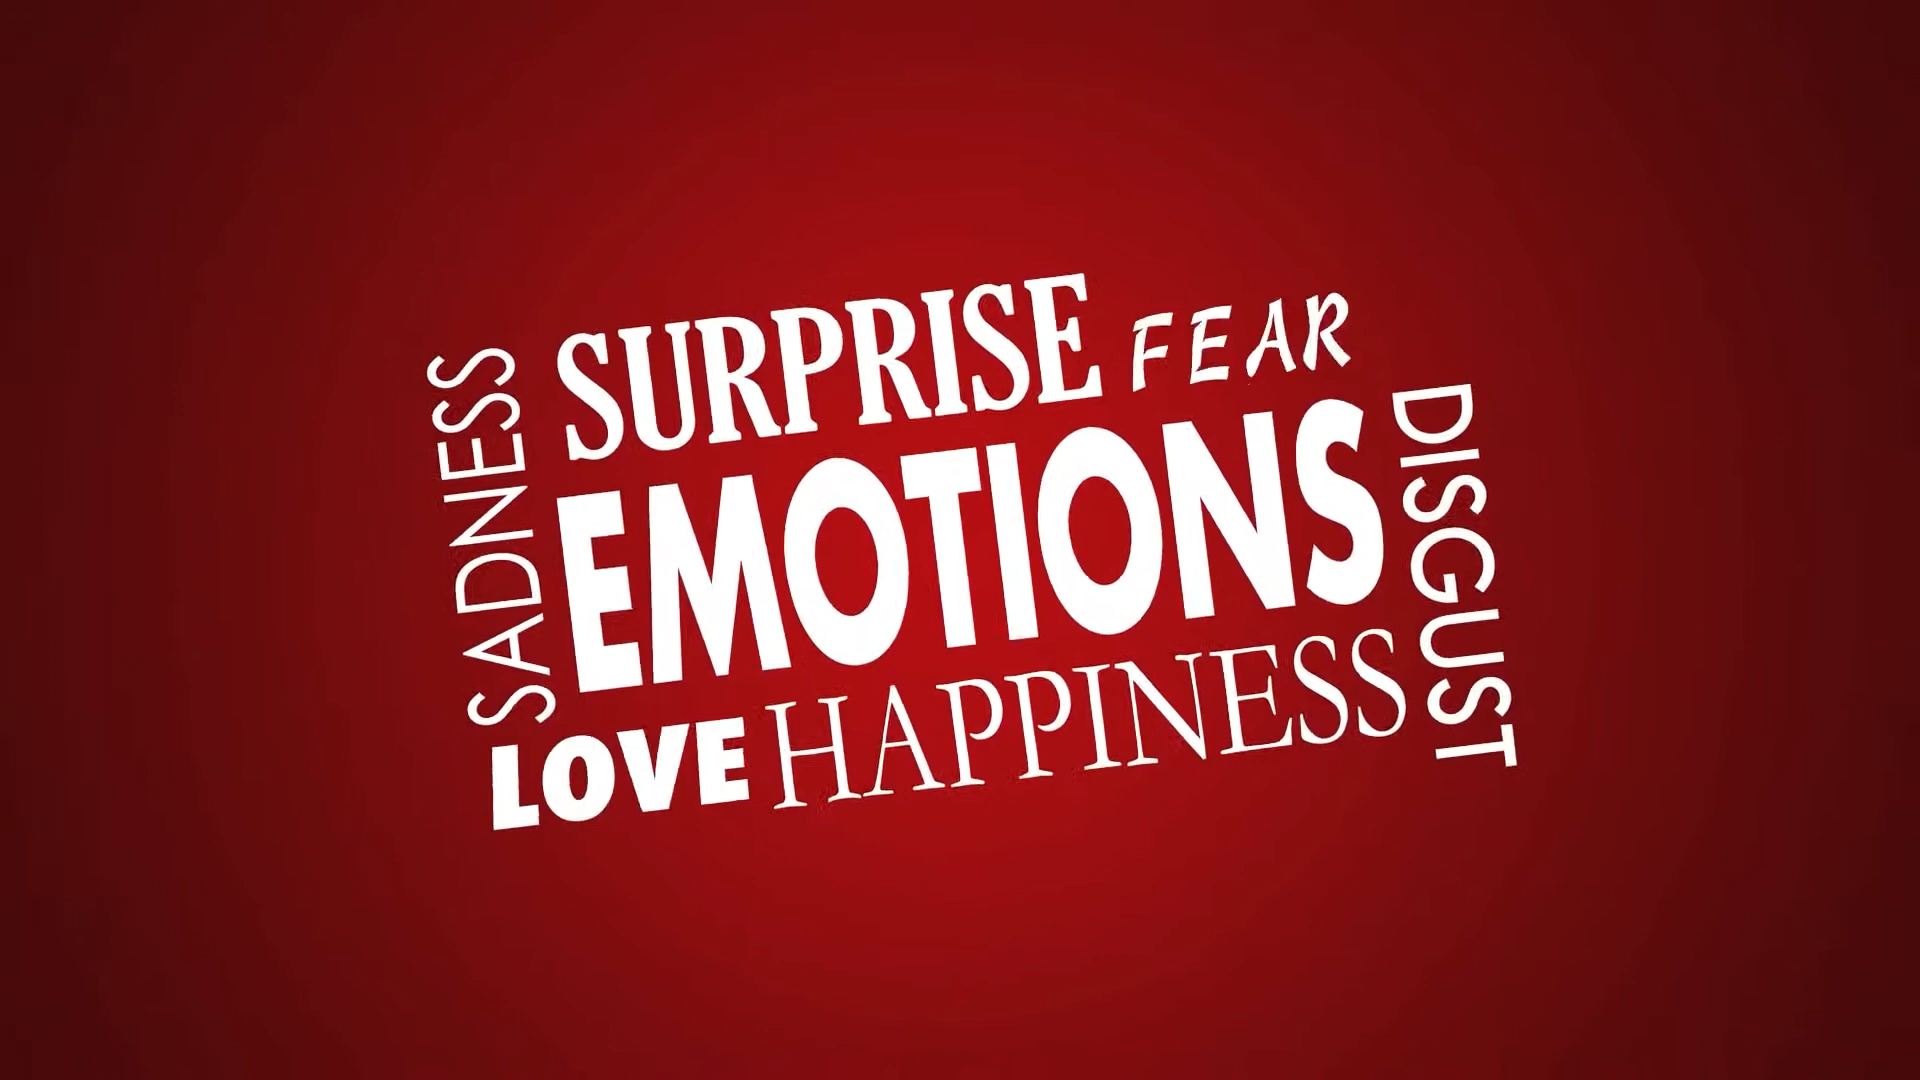 SADNESS
SURPRISE FEAR
EMOTIONS
DISGUST
LOVE HAPPINESS